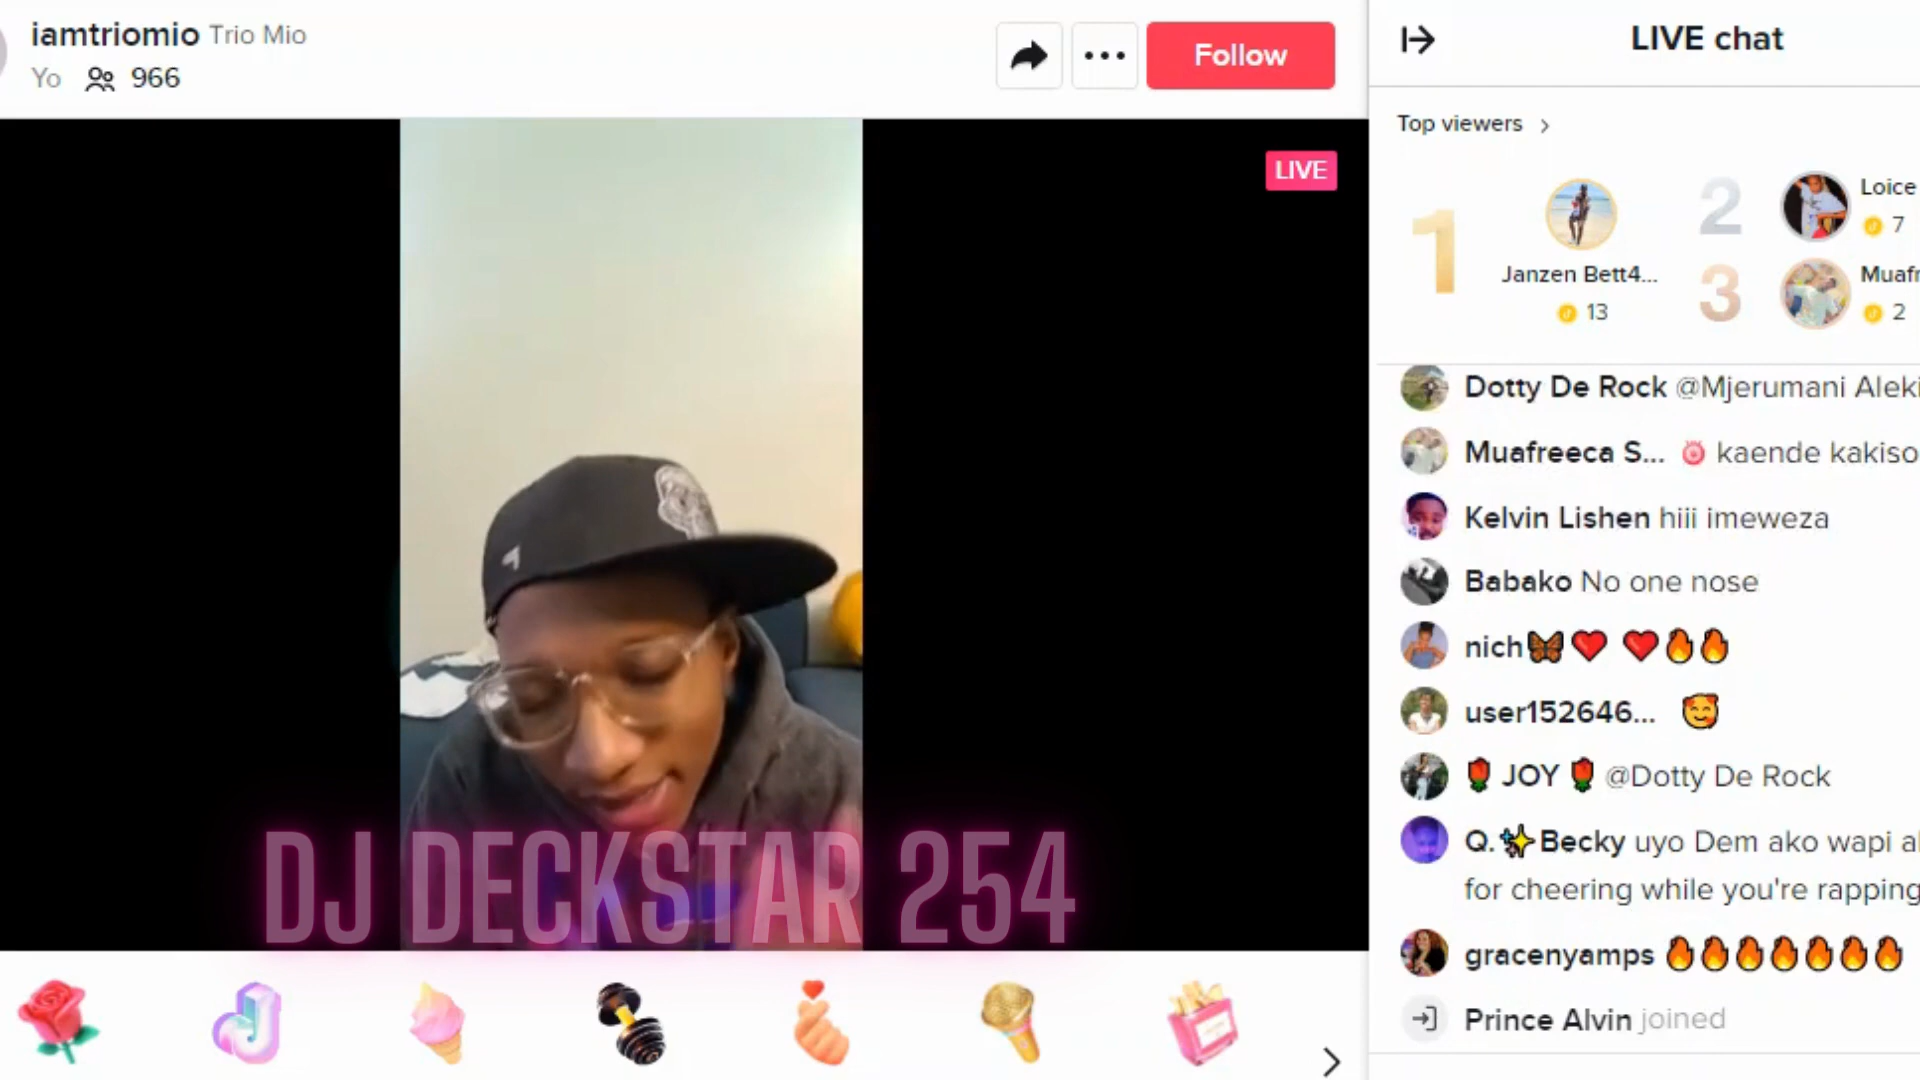 iamtriomio Trio Mio
Yo 966
Follow
LIVE
DJ DECKSTAR 254
LIVE chat
Top viewers
1
Janzen Bett4...
13
2
Loice
7
3
Muafr
2
Dotty De Rock @Mjerumani Aleki
Muafreeca S... kaende kakiso
Kelvin Lishen hiii imeweza
Babako No one nose
nich🦋❤️ ❤️🔥🔥
user152646... 🥰
🌹 JOY 🌹 @Dotty De Rock
Q.✨Becky uyo Dem ako wapi al
for cheering while you're rapping
gracenyamps 🔥🔥🔥🔥🔥🔥🔥
Prince Alvin joined